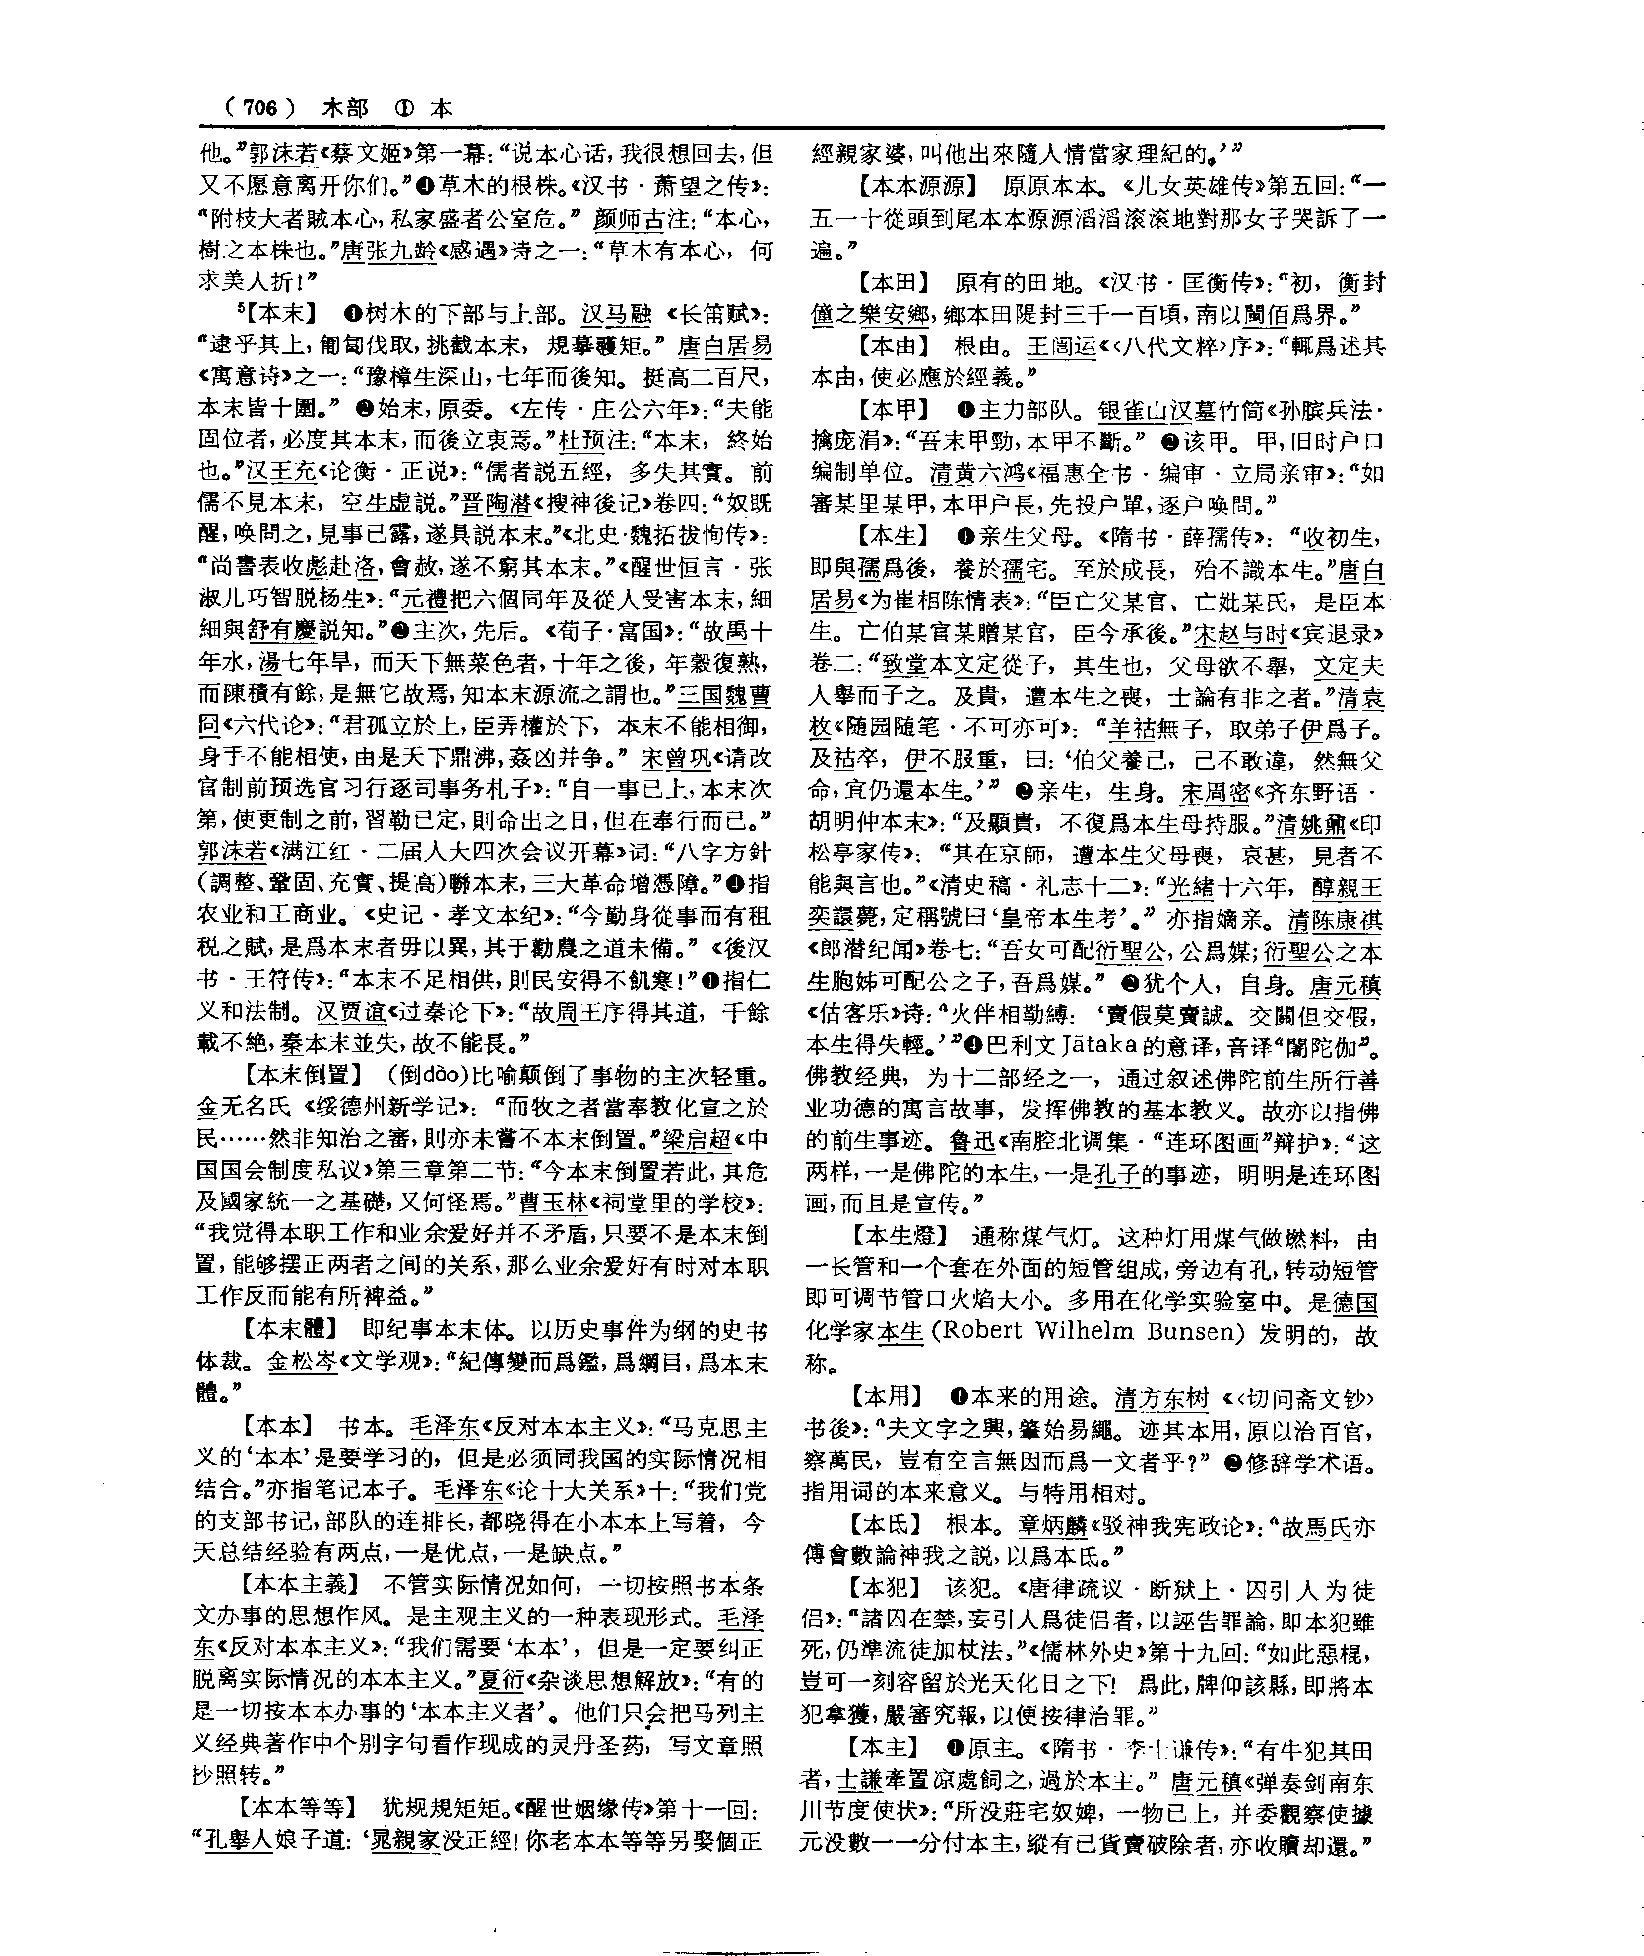 （706） 木部 ① 本
他。”郭沫若《蔡文姬》第一幕：“说本心话，我很想回去，但
又不愿意离开你们。”❹草木的根株。《汉书·萧望之传》：
“附枝大者賊本心，私家盛者公室危。” 颜师古注：“本心，
樹之本株也。”唐张九龄《感遇》诗之一：“草木有本心，何
求美人折！”
⁵【本末】 ❶树木的下部与上部。汉马融《长笛赋》：
“逮乎其上，匍匐伐取，挑截本末，規摹彠矩。” 唐白居易
《寓意诗》之一：“豫樟生深山，七年而後知。挺高二百尺，
本末皆十圍。” ❷始末，原委。《左传·庄公六年》：“夫能
固位者，必度其本末，而後立衷焉。”杜预注：“本末，終始
也。”汉王充《论衡·正说》：“儒者説五經，多失其實。前
儒不見本末，空生虚説。”晋陶潜《搜神後记》卷四：“奴既
醒，唤問之，見事已露，遂具説本末。”《北史·魏拓拔恂传》：
“尚書表收彪赴洛，會赦，遂不窮其本末。”《醒世恒言·张
淑儿巧智脱杨生》：“元禮把六個同年及從人受害本末，細
細與舒有慶説知。”❸主次，先后。《荀子·富国》：“故禹十
年水，湯七年旱，而天下無菜色者，十年之後，年穀復熟，
而陳積有餘，是無它故焉，知本末源流之謂也。”三国魏曹
冏《六代论》：“君孤立於上，臣弄權於下，本末不能相御，
身手不能相使，由是天下鼎沸，姦凶并争。” 宋曾巩《请改
官制前预选官习行逐司事务札子》：“自一事已上，本末次
第，使更制之前，習勒已定，則命出之日，但在奉行而已。”
郭沫若《满江红·二届人大四次会议开幕》词：“八字方針
（調整、鞏固、充實、提高）聯本末，三大革命增憑障。”❹指
农业和工商业。《史记·孝文本纪》：“今勤身從事而有租
税之賦，是爲本末者毋以異，其于勸農之道未備。” 《後汉
书·王符传》：“本末不足相供，則民安得不飢寒！”❺指仁
义和法制。汉贾谊《过秦论下》：“故周王序得其道，千餘
載不絶，秦本末並失，故不能長。”
【本末倒置】 （倒dào）比喻颠倒了事物的主次轻重。
金无名氏《绥德州新学记》：“而牧之者當奉教化宣之於
民……然非知治之審，則亦未嘗不本末倒置。”梁启超《中
国国会制度私议》第三章第二节：“今本末倒置若此，其危
及國家統一之基礎，又何怪焉。”曹玉林《祠堂里的学校》：
“我觉得本职工作和业余爱好并不矛盾，只要不是本末倒
置，能够摆正两者之间的关系，那么业余爱好有时对本职
工作反而能有所裨益。”
【本末體】 即纪事本末体。以历史事件为纲的史书
体裁。金松岑《文学观》：“紀傳變而爲鑑，爲綱目，爲本末
體。”
【本本】 书本。毛泽东《反对本本主义》：“马克思主
义的‘本本’是要学习的，但是必须同我国的实际情况相
结合。”亦指笔记本子。毛泽东《论十大关系》十：“我们党
的支部书记，部队的连排长，都晓得在小本本上写着，今
天总结经验有两点，一是优点，一是缺点。”
【本本主義】 不管实际情况如何，一切按照书本条
文办事的思想作风。是主观主义的一种表现形式。毛泽
东《反对本本主义》：“我们需要‘本本’，但是一定要纠正
脱离实际情况的本本主义。”夏衍《杂谈思想解放》：“有的
是一切按本本办事的‘本本主义者’。他们只会把马列主
义经典著作中个别字句看作现成的灵丹圣药，写文章照
抄照转。”
【本本等等】 犹规规矩矩。《醒世姻缘传》第十一回：
“孔舉人娘子道：‘晁親家没正經！你老本本等等另娶個正
經親家婆，叫他出來隨人情當家理紀的。’”
【本本源源】 原原本本。《儿女英雄传》第五回：“一
五一十從頭到尾本本源源滔滔滚滚地對那女子哭訴了一
遍。”
【本田】 原有的田地。《汉书·匡衡传》：“初，衡封
僮之樂安鄉，鄉本田隄封三千一百頃，南以閩佰爲界。”
【本由】 根由。王闿运《〈八代文粹〉序》：“輒爲述其
本由，使必應於經義。”
【本甲】 ❶主力部队。银雀山汉墓竹简《孙膑兵法·
擒庞涓》：“吾末甲勁，本甲不斷。” ❷该甲。甲，旧时户口
编制单位。清黄六鸿《福惠全书·编审·立局亲审》：“如
審某里某甲，本甲户長，先投户單，逐户唤問。”
【本生】 ❶亲生父母。《隋书·薛孺传》：“收初生，
即與孺爲後，養於孺宅。至於成長，殆不識本生。”唐白
居易《为崔相陈情表》：“臣亡父某官、亡妣某氏，是臣本
生。亡伯某官某贈某官，臣今承後。”宋赵与时《宾退录》
卷二：“致堂本文定從子，其生也，父母欲不舉，文定夫
人舉而子之。及貴，遭本生之喪，士論有非之者。”清袁
枚《随园随笔·不可亦可》：“羊祜無子，取弟子伊爲子。
及祜卒，伊不服重，曰：‘伯父養己，己不敢違，然無父
命，宜仍還本生。’” ❷亲生，生身。宋周密《齐东野语·
胡明仲本末》：“及顯貴，不復爲本生母持服。”清姚鼐《印
松亭家传》：“其在京師，遭本生父母喪，哀甚，見者不
能與言也。”《清史稿·礼志十二》：“光緒十六年，醇親王
奕譞薨，定稱號曰‘皇帝本生考’。” 亦指嫡亲。清陈康祺
《郎潜纪闻》卷七：“吾女可配衍聖公，公爲媒；衍聖公之本
生胞姊可配公之子，吾爲媒。” ❸犹个人，自身。唐元稹
《估客乐》诗：“火伴相勒縛：‘賣假莫賣誠。交關但交假，
本生得失輕。’”❹巴利文Jātaka的意译，音译“闍陀伽”。
佛教经典，为十二部经之一，通过叙述佛陀前生所行善
业功德的寓言故事，发挥佛教的基本教义。故亦以指佛
的前生事迹。鲁迅《南腔北调集·“连环图画”辩护》：“这
两样，一是佛陀的本生，一是孔子的事迹，明明是连环图
画，而且是宣传。”
【本生燈】 通称煤气灯。这种灯用煤气做燃料，由
一长管和一个套在外面的短管组成，旁边有孔，转动短管
即可调节管口火焰大小。多用在化学实验室中。是德国
化学家本生（Robert Wilhelm Bunsen）发明的，故
称。
【本用】 ❶本来的用途。清方东树《〈切问斋文钞〉
书後》：“夫文字之興，肇始易繩。迹其本用，原以治百官，
察萬民，豈有空言無因而爲一文者乎？” ❷修辞学术语。
指用词的本来意义。与特用相对。
【本氐】 根本。章炳麟《驳神我宪政论》：“故馬氏亦
傅會數論神我之説，以爲本氐。”
【本犯】 该犯。《唐律疏议·断狱上·囚引人为徒
侣》：“諸囚在禁，妄引人爲徒侣者，以誣告罪論，即本犯雖
死，仍準流徒加杖法。”《儒林外史》第十九回：“如此惡棍，
豈可一刻容留於光天化日之下！爲此，牌仰該縣，即將本
犯拿獲，嚴審究報，以便按律治罪。”
【本主】 ❶原主。《隋书·李士谦传》：“有牛犯其田
者，士謙牽置凉處飼之，過於本主。” 唐元稹《弹奏剑南东
川节度使状》：“所没莊宅奴婢，一物已上，并委觀察使據
元没數一一分付本主，縱有已貨賣破除者，亦收贖却還。”